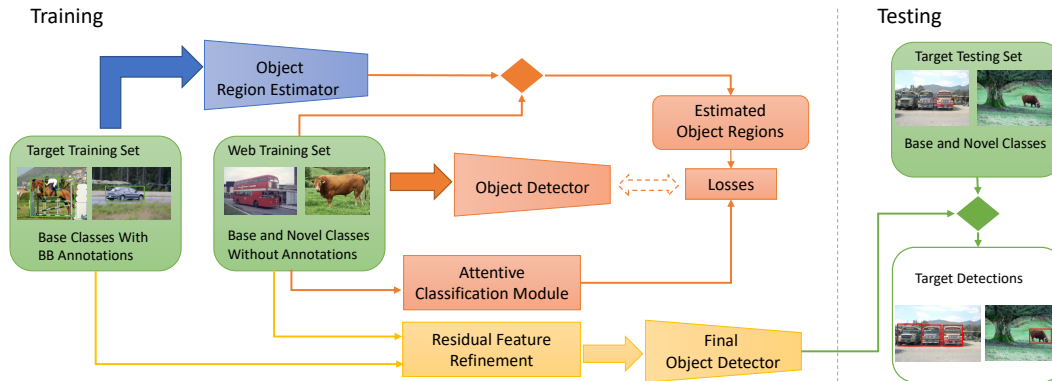 Training
Testing
Object
Region Estimator
Target Testing Set
Base and Novel Classes
Estimated
Object Regions
Target Training Set
Base Classes With
BB Annotations
Web Training Set
Base and Novel Classes
Without Annotations
Object Detector
Losses
Attentive
Classification Module
Residual Feature
Refinement
Final
Object Detector
Target Detections